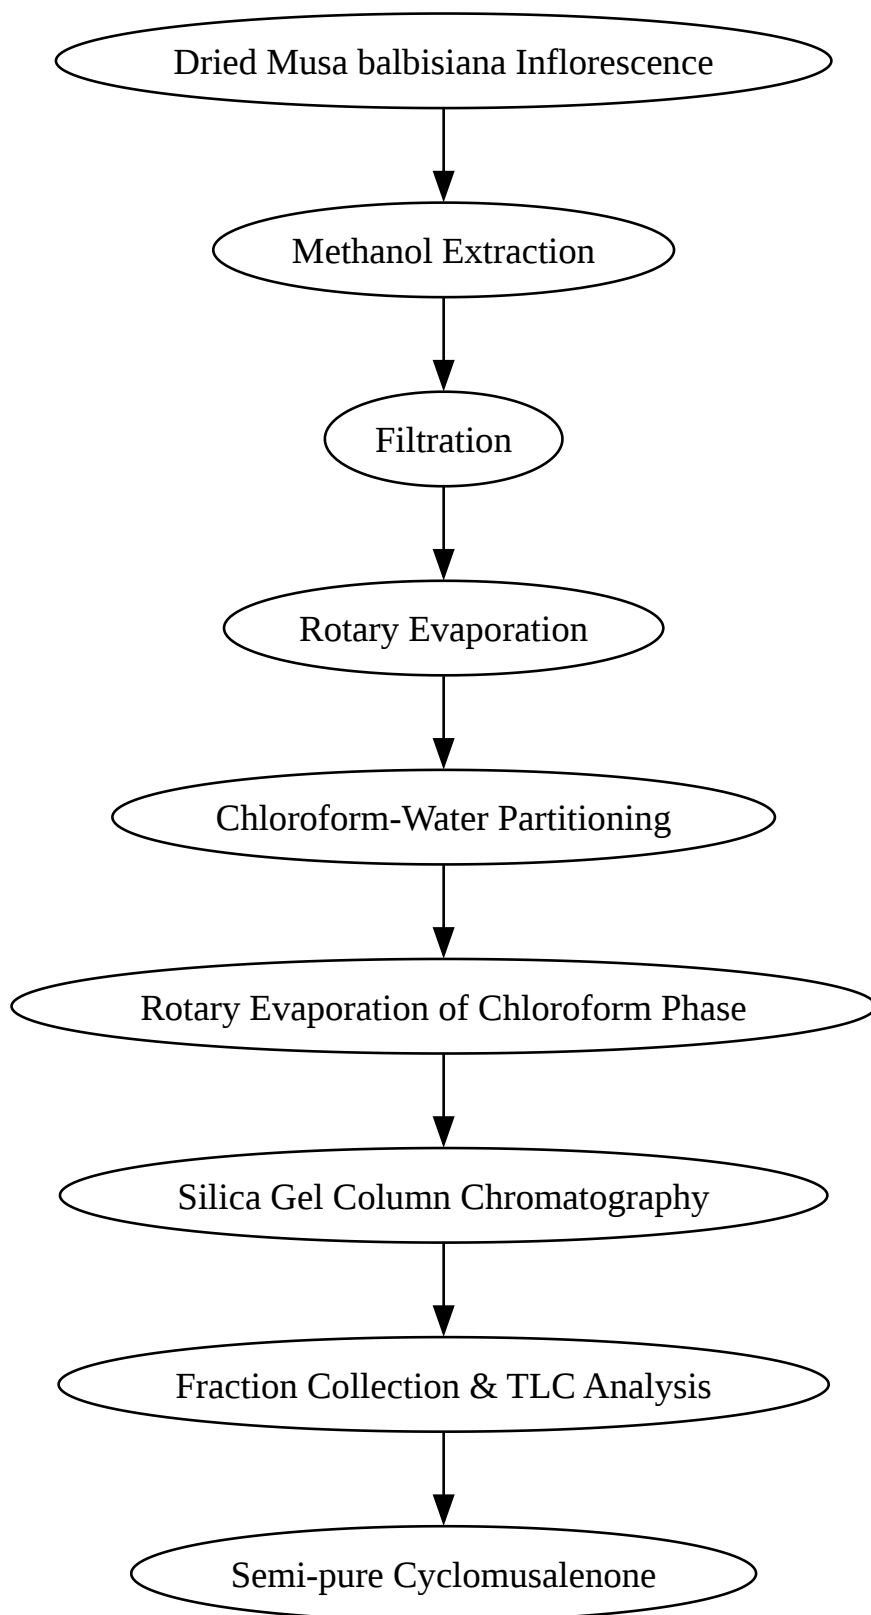 Dried Musa balbisiana Inflorescence
Methanol Extraction
Filtration
Rotary Evaporation
Chloroform-Water Partitioning
Rotary Evaporation of Chloroform Phase
Silica Gel Column Chromatography
Fraction Collection & TLC Analysis
Semi-pure Cyclomusalenone